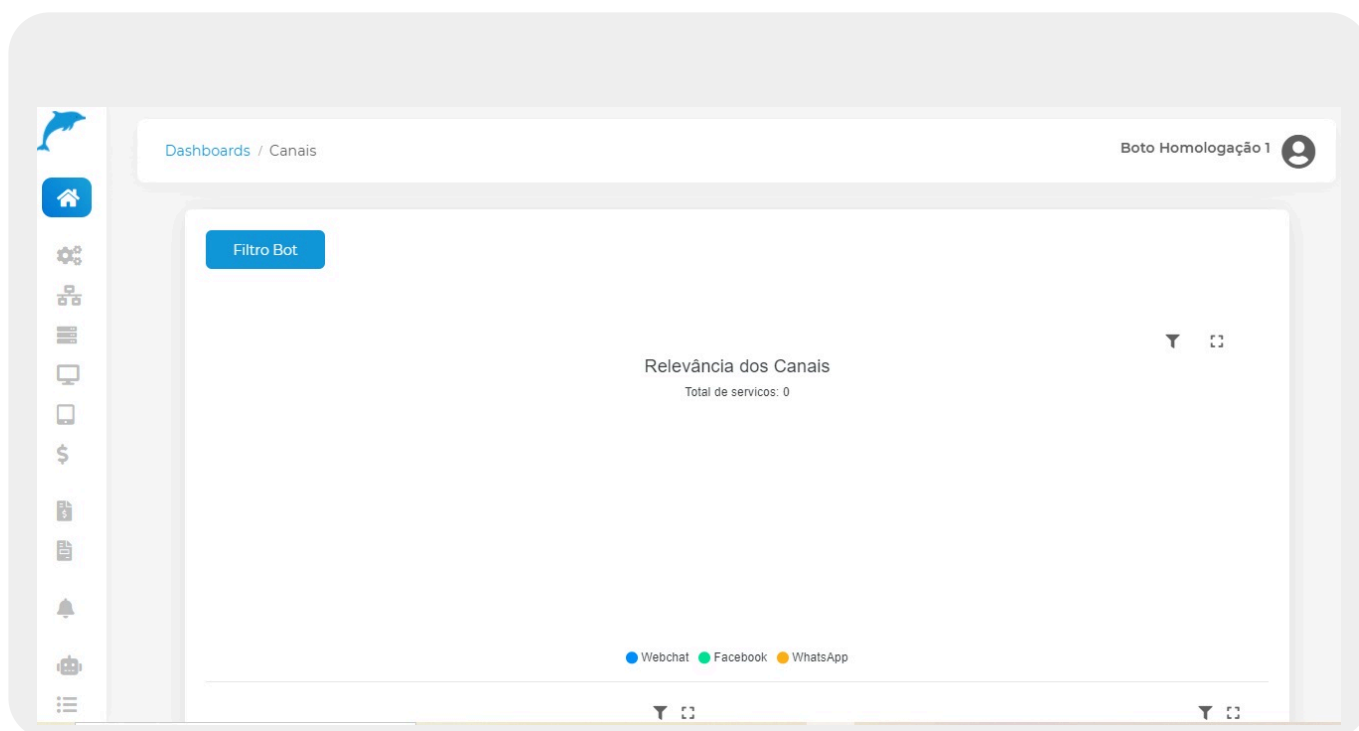 Dashboards / Canais
Boto Homologação 1
Filtro Bot
Relevância dos Canais
Total de servicos: 0
Webchat Facebook WhatsApp